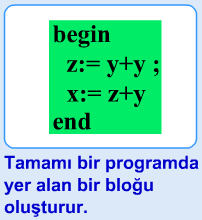 begin
z:= y+y ;
x:= z+y
end
Tamamı bir programda
yer alan bir bloğu
oluşturur.